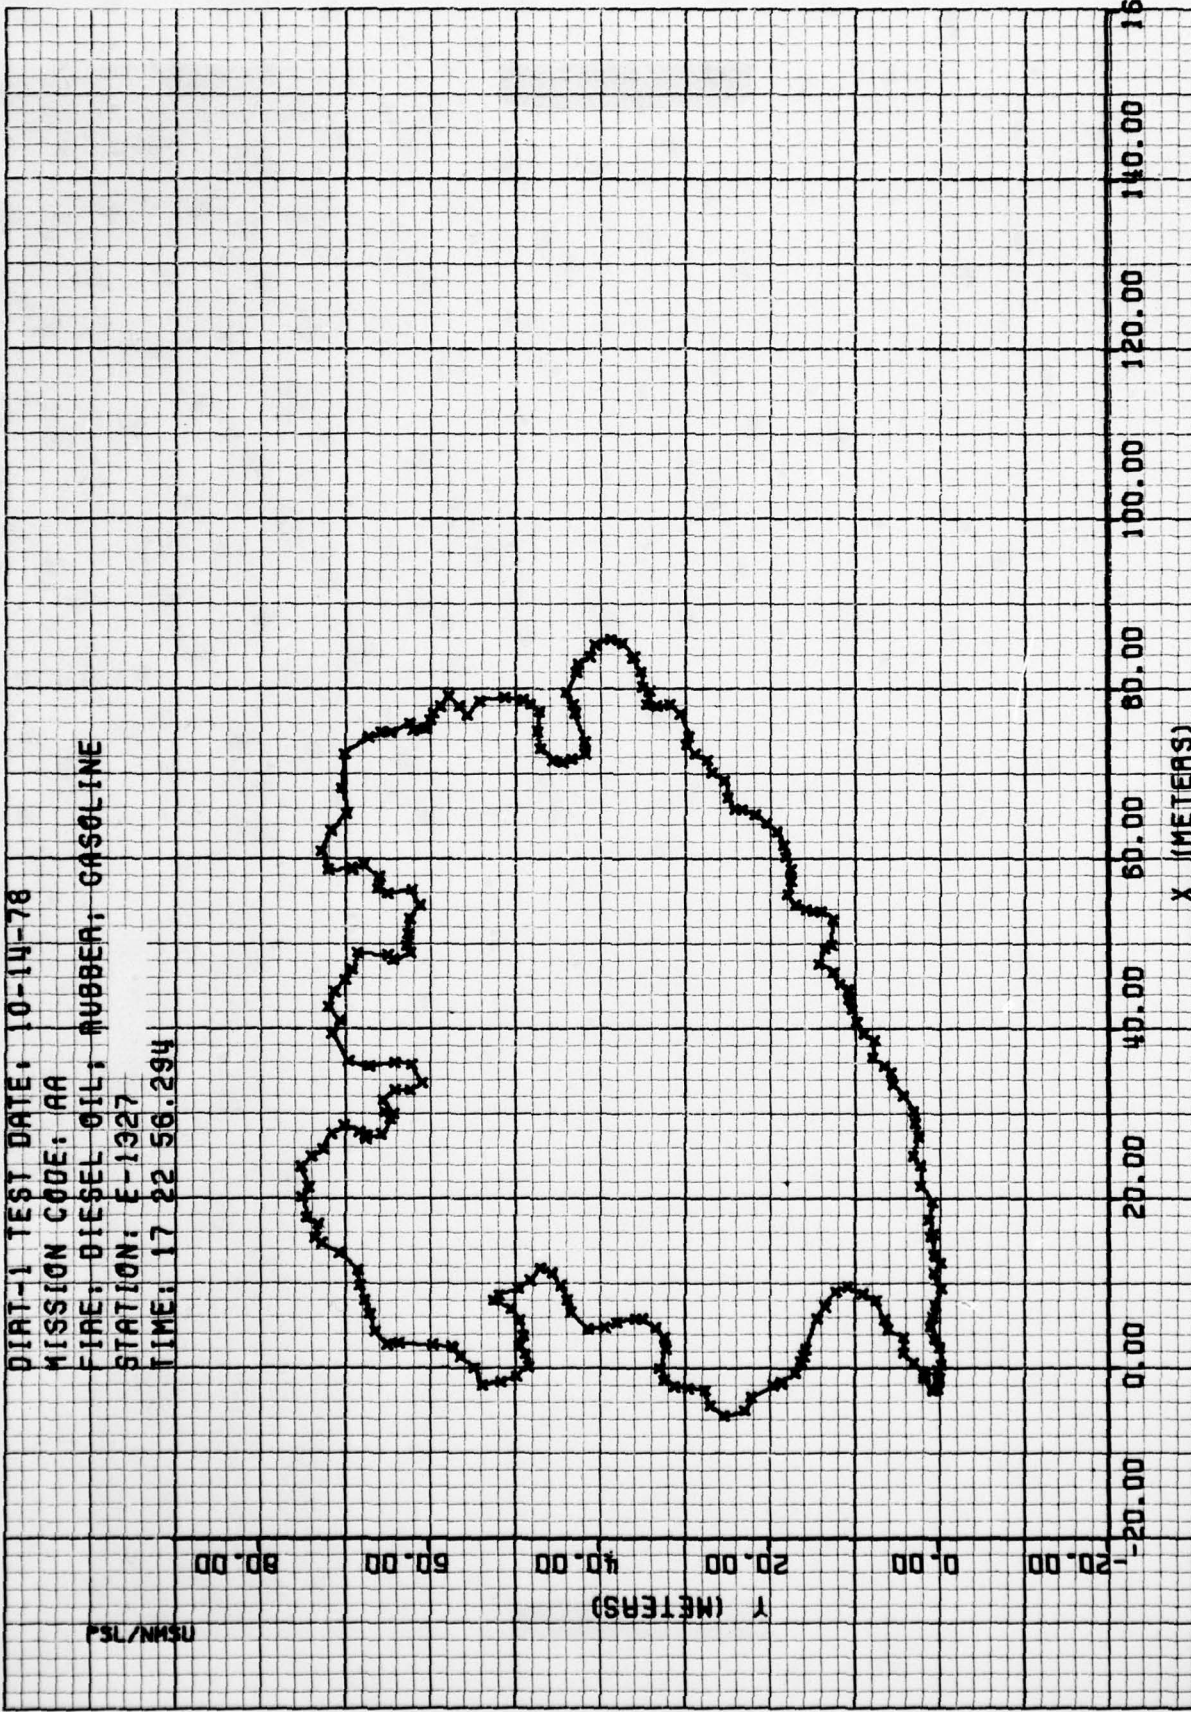 DIRT-1 TEST DATE: 10-14-78
MISSION CODE: AA
FIRE: DIESEL OIL; RUBBER; GASOLINE
STATION: E-1327
TIME: 17 22 56.294
PSL/NMSU
Y (METERS)
80.00
60.00
40.00
20.00
0.00
-20.00
-20.00 0.00 20.00 40.00 60.00 80.00 100.00 120.00 140.00 16
X (METERS)